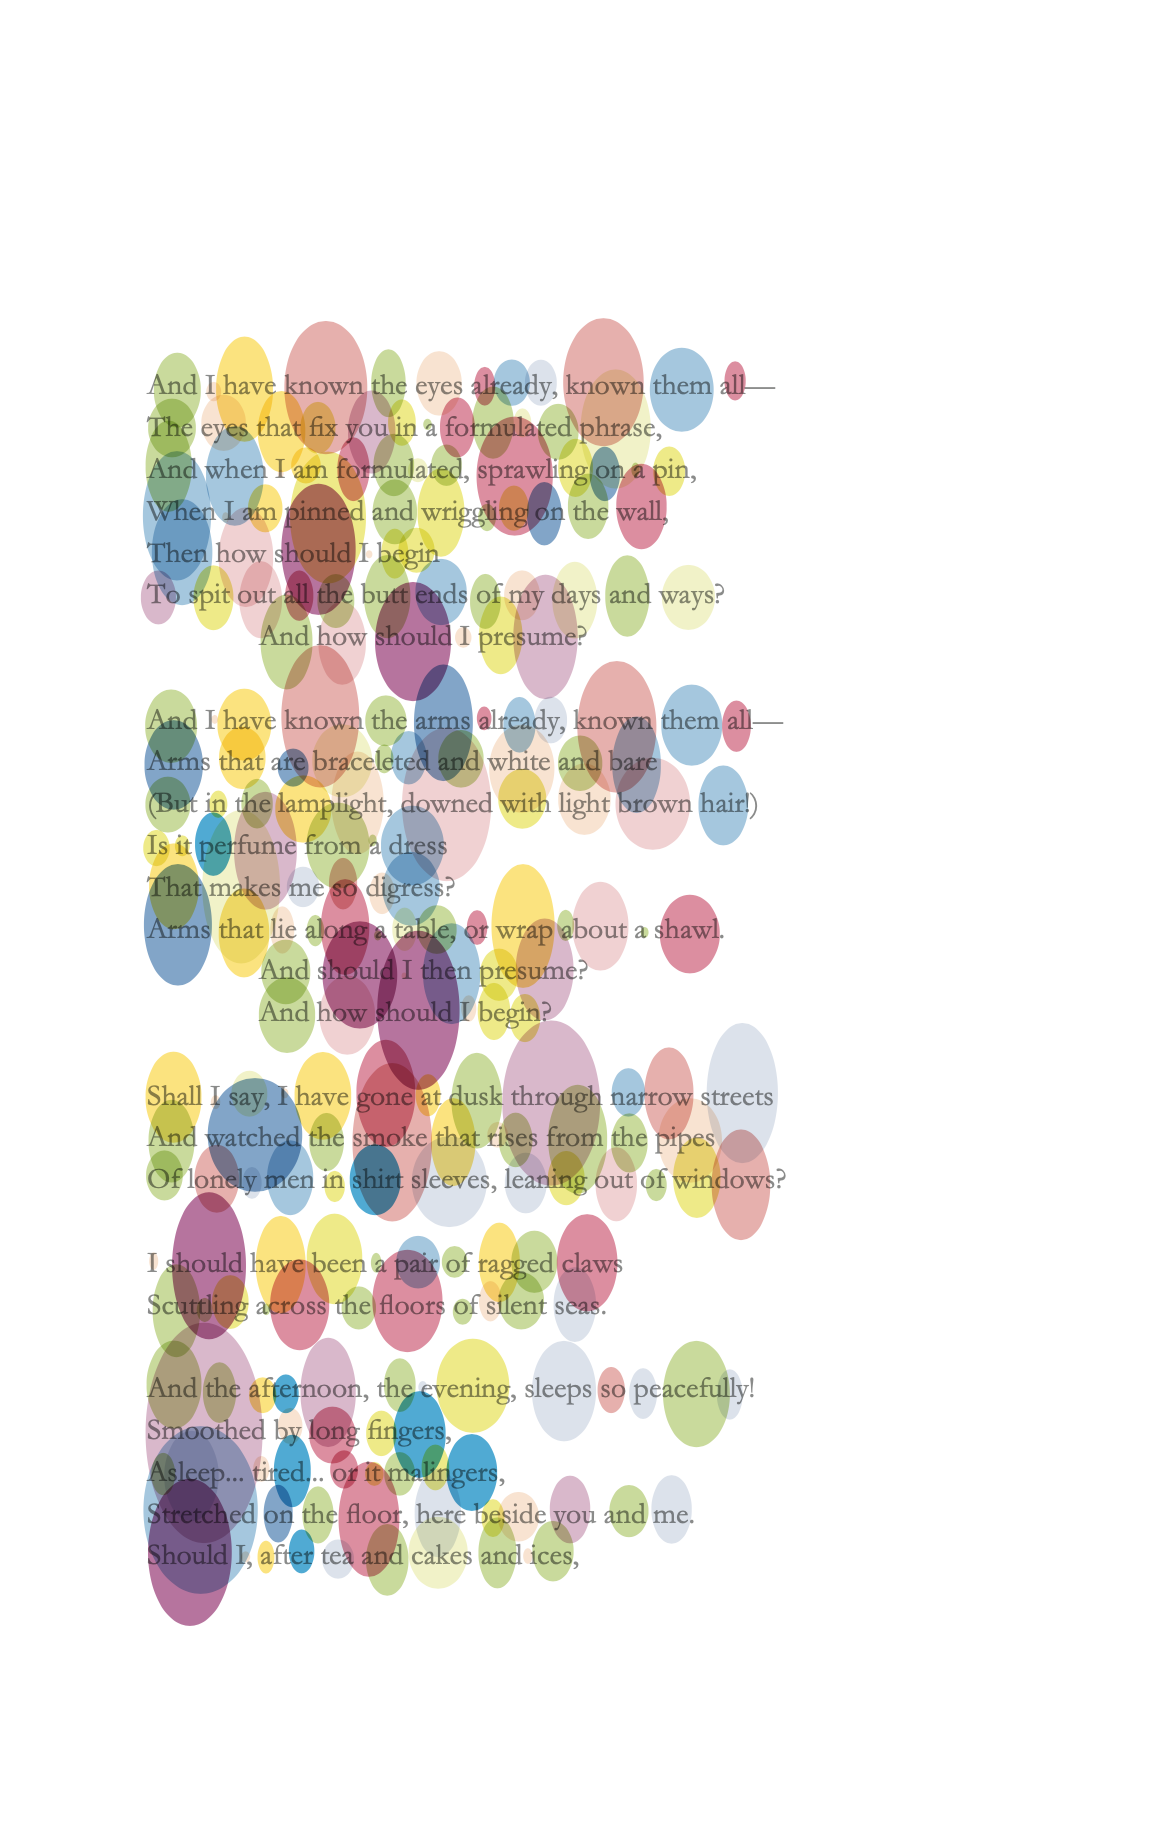 And I have known the eyes already, known them all—
The eyes that fix you in a formulated phrase,
And when I am formulated, sprawling on a pin,
When I am pinned and wriggling on the wall,
Then how should I begin
To spit out all the butt ends of my days and ways?
And how should I presume?
And I have known the arms already, known them all—
Arms that are braceleted and white and bare
(But in the lamplight, downed with light brown hair!)
Is it perfume from a dress
That makes me so digress?
Arms that lie along a table, or wrap about a shawl.
And should I then presume?
And how should I begin?
Shall I say, I have gone at dusk through narrow streets
And watched the smoke that rises from the pipes
Of lonely men in shirt sleeves, leaning out of windows?
I should have been a pair of ragged claws
Scuttling across the floors of silent seas.
And the afternoon, the evening, sleeps so peacefully!
Smoothed by long fingers,
Asleep... tired... or it malingers,
Stretched on the floor, here beside you and me.
Should I, after tea and cakes and ices,